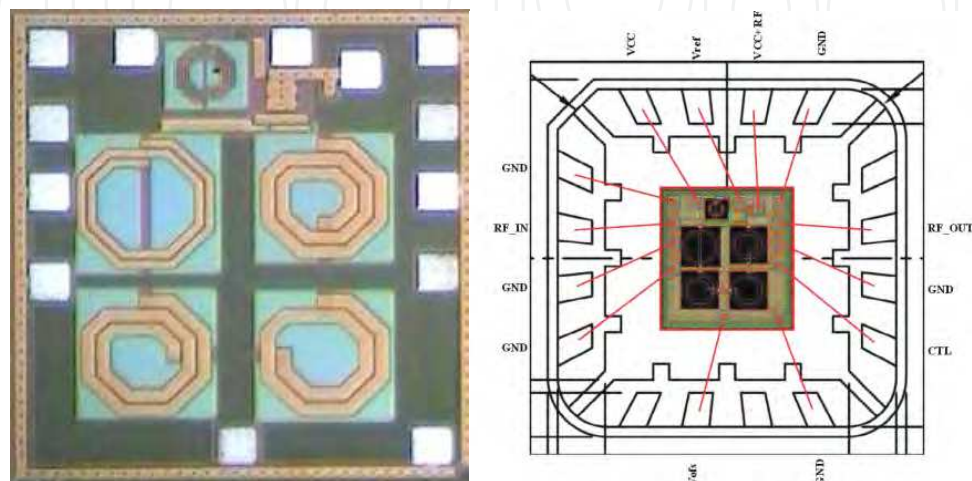 VCC
Vref
VCC+RF
GND
GND
RF_IN
GND
GND
RF_OUT
GND
CTL
GND